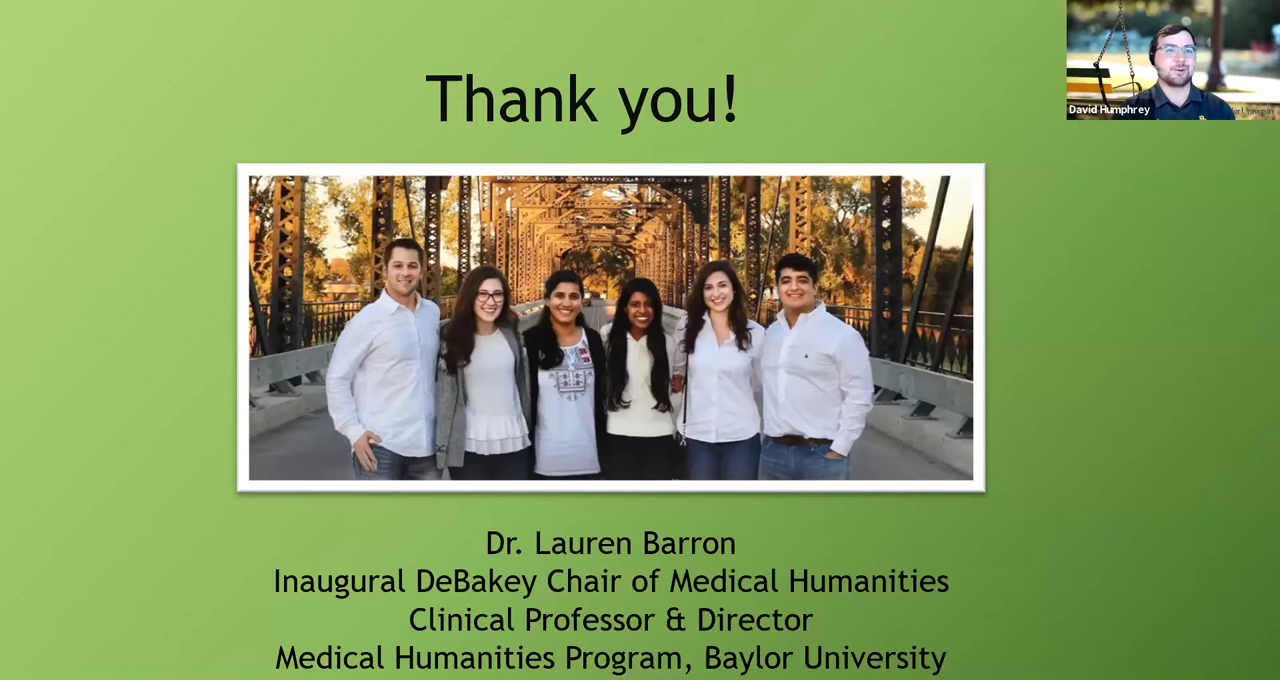 Thank you!
David Humphrey
Dr. Lauren Barron
Inaugural DeBakey Chair of Medical Humanities
Clinical Professor & Director
Medical Humanities Program, Baylor University